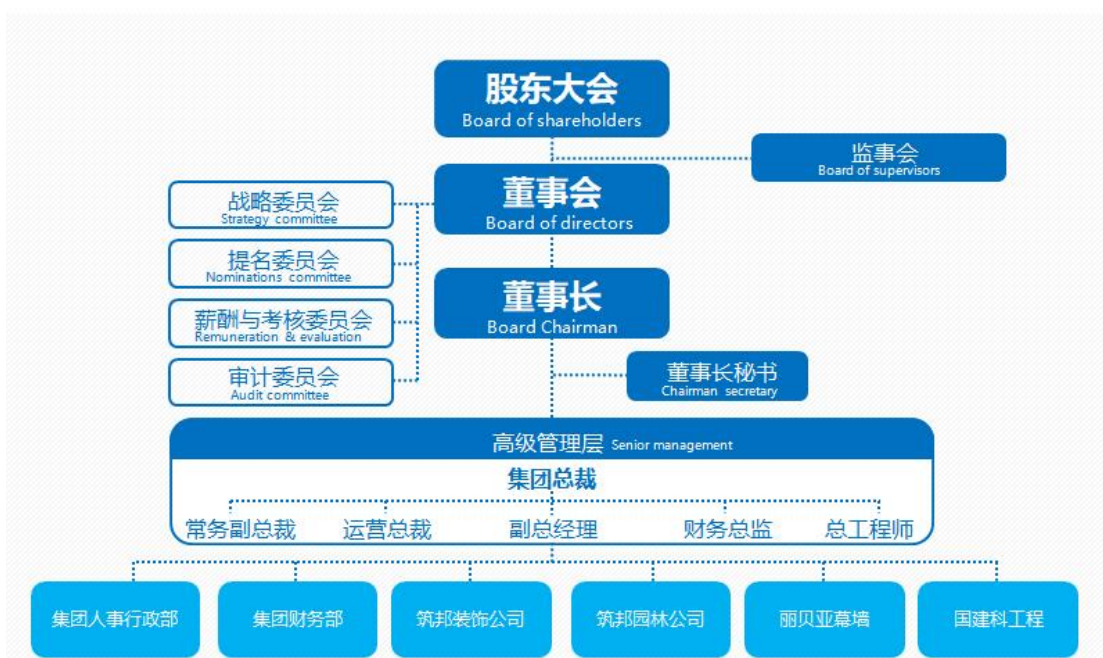 股东大会
Board of shareholders
监事会
Board of supervisors
董事会
Board of directors
战略委员会
Strategy committee
提名委员会
Nominations committee
薪酬与考核委员会
Remuneration & evaluation
审计委员会
Audit committee
董事长
Board Chairman
董事长秘书
Chairman secretary
高级管理层 Senior management
集团总裁
常务副总裁 运营总裁 副总经理 财务总监 总工程师
集团人事行政部 集团财务部 筑邦装饰公司 筑邦园林公司 丽贝亚幕墙 国建科工程